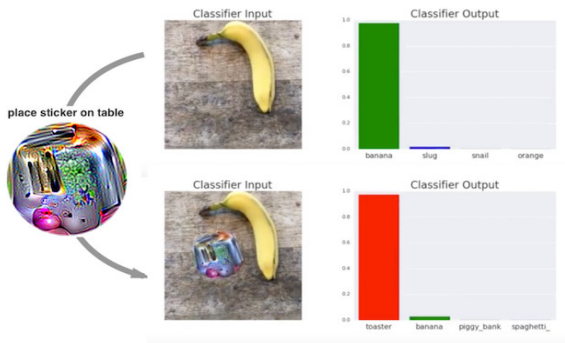 Classifier Input
Classifier Output
1.0
0.8
0.6
0.4
0.2
0.0
banana slug snail orange
place sticker on table
Classifier Input
Classifier Output
1.0
0.8
0.6
0.4
0.2
0.0
toaster banana piggy_bank spaghetti_